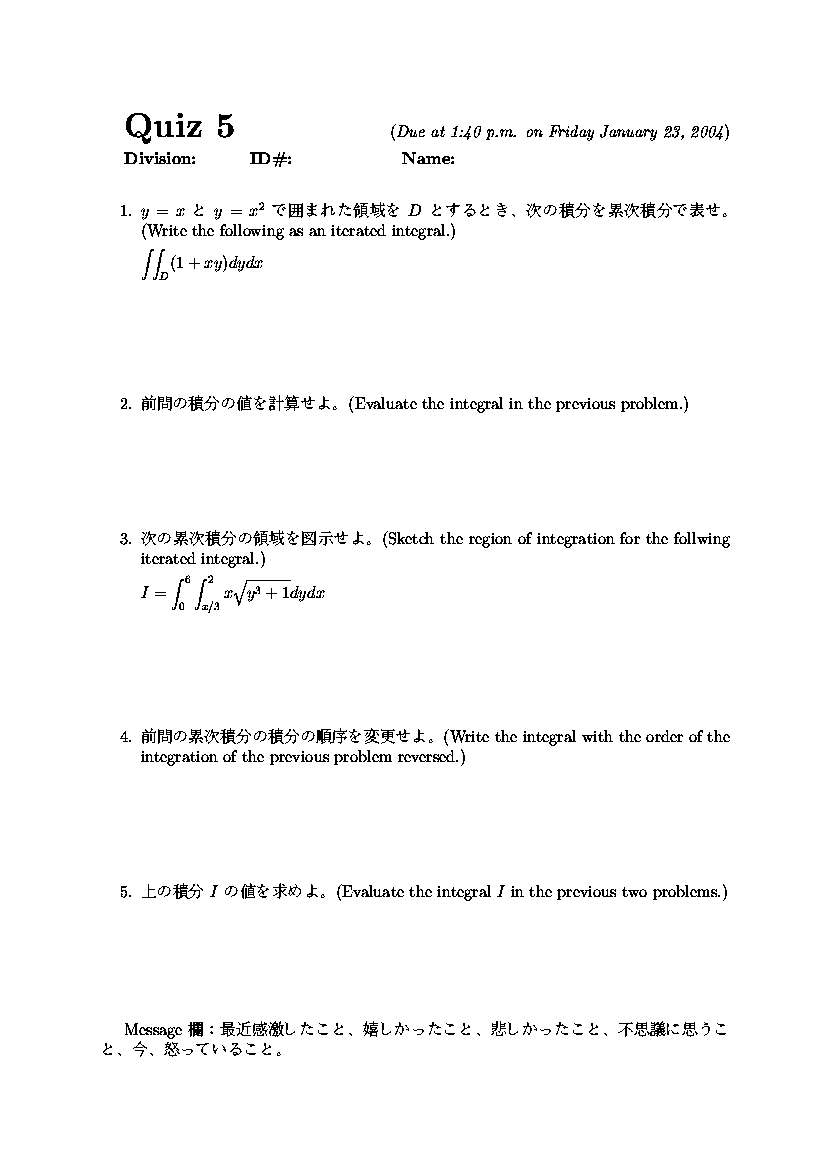 Quiz 5 (Due at 1:40 p.m. on Friday January 23, 2004)
Division: ID#: Name:
1. y = x と y = x² で囲まれた領域を D とするとき、次の積分を累次積分で表せ。
(Write the following as an iterated integral.)
∫∫_D (1 + xy)dydx
2. 前問の積分の値を計算せよ。(Evaluate the integral in the previous problem.)
3. 次の累次積分の領域を図示せよ。(Sketch the region of integration for the follwing
iterated integral.)
I = ∫_0^6 ∫_{x/3}^2 x√(y³ + 1)dydx
4. 前問の累次積分の積分の順序を変更せよ。(Write the integral with the order of the
integration of the previous problem reversed.)
5. 上の積分 I の値を求めよ。(Evaluate the integral I in the previous two problems.)
Message 欄：最近感激したこと、嬉しかったこと、悲しかったこと、不思議に思うこ
と、今、怒っていること。